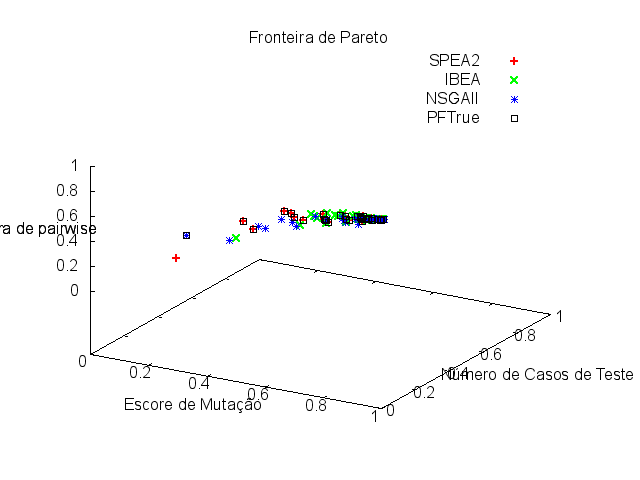 Fronteira de Pareto
SPEA2
IBEA
NSGAII
PFTrue
1
0.8
0.6
0.4
0.2
0
ra de pairwise
0
0.2
0.4
0.6
0.8
1
Escore de Mutação
0
0.2
0.4
0.6
0.8
1
Número de Casos de Teste